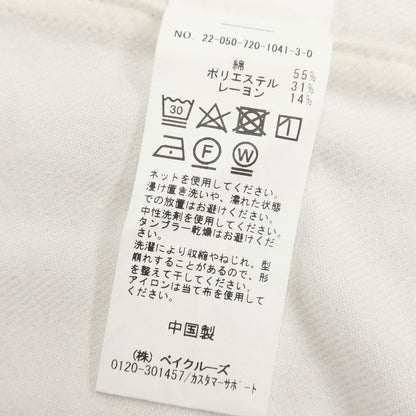 NO. 22-050-720-1041-3-0
綿 55%
ポリエステル 31%
レーヨン 14%
30
F
W
ネットを使用してください。
浸け置き洗いや、濡れた状態
での放置はお避けください。
中性洗剤を使用してください。
タンブラー乾燥はお避けください。
洗濯により収縮やねじれ、型
崩れすることがあるので、形
を整えて干してください。
アイロンは当て布を使用して
ください。
中国製
(株) ベイクルーズ
0120-301457/カスタマーサポート